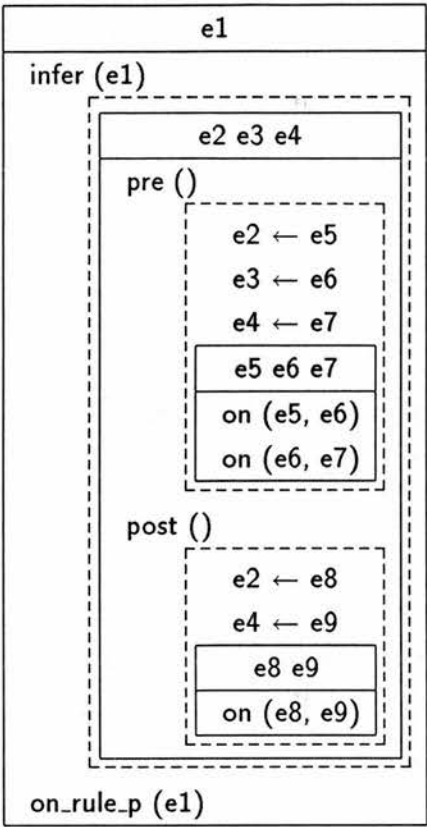 e1
infer (e1)
e2 e3 e4
pre ()
e2 ← e5
e3 ← e6
e4 ← e7
e5 e6 e7
on (e5, e6)
on (e6, e7)
post ()
e2 ← e8
e4 ← e9
e8 e9
on (e8, e9)
on_rule_p (e1)